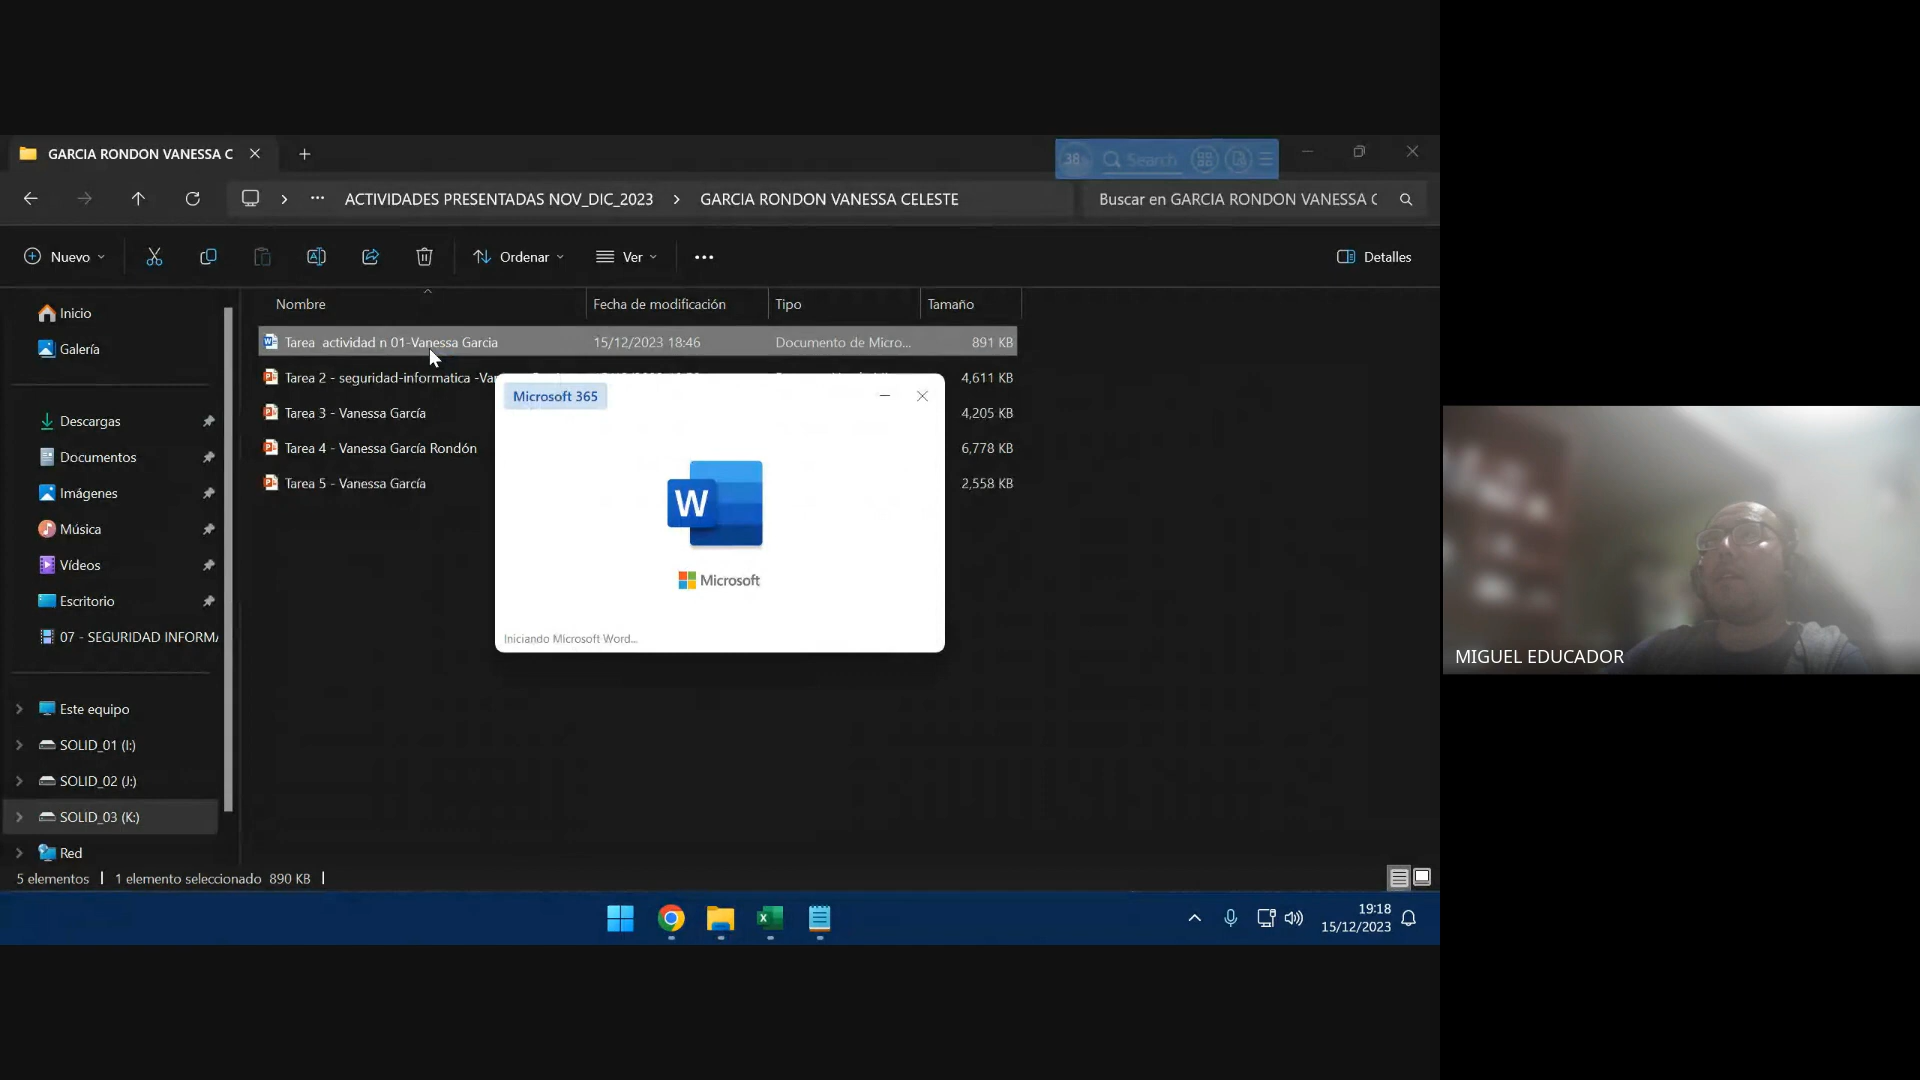 GARCIA RONDON VANESSA C
38
Search
ACTIVIDADES PRESENTADAS NOV_DIC_2023 > GARCIA RONDON VANESSA CELESTE
Buscar en GARCIA RONDON VANESSA C
Nuevo
Ordenar
Ver
Detalles
Nombre
Fecha de modificación
Tipo
Tamaño
Inicio
Galería
Descargas
Documentos
Imágenes
Música
Vídeos
Escritorio
07 - SEGURIDAD INFORMA
Este equipo
SOLID_01 (I:)
SOLID_02 (J:)
SOLID_03 (K:)
Red
Tarea actividad n 01-Vanessa Garcia 15/12/2023 18:46 Documento de Micro... 891 KB
Tarea 2 - seguridad-informatica -Van 4,611 KB
Tarea 3 - Vanessa García 4,205 KB
Tarea 4 - Vanessa García Rondón 6,778 KB
Tarea 5 - Vanessa García 2,558 KB
Microsoft 365
W
Microsoft
Iniciando Microsoft Word...
5 elementos | 1 elemento seleccionado 890 KB |
19:18
15/12/2023
MIGUEL EDUCADOR